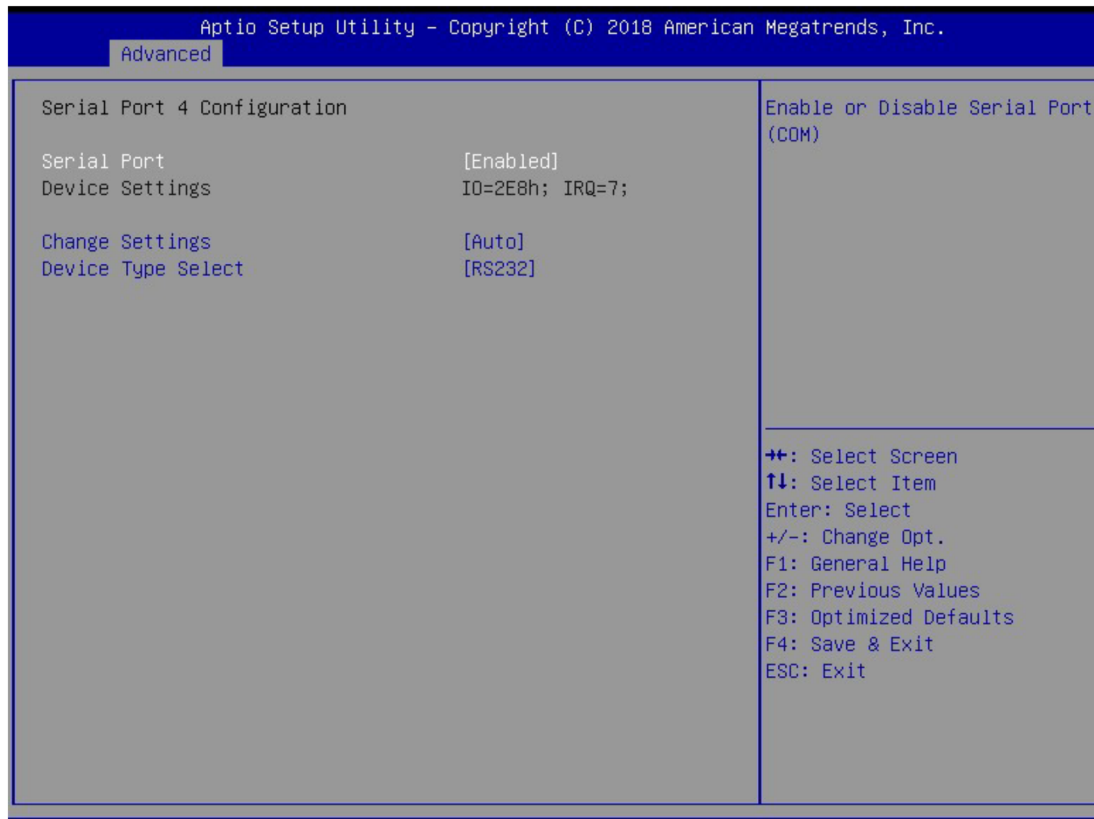 Aptio Setup Utility – Copyright (C) 2018 American Megatrends, Inc.
Advanced
Serial Port 4 Configuration
Serial Port [Enabled]
Device Settings IO=2E8h; IRQ=7;
Change Settings [Auto]
Device Type Select [RS232]
Enable or Disable Serial Port
(COM)
→←: Select Screen
↑↓: Select Item
Enter: Select
+/-: Change Opt.
F1: General Help
F2: Previous Values
F3: Optimized Defaults
F4: Save & Exit
ESC: Exit